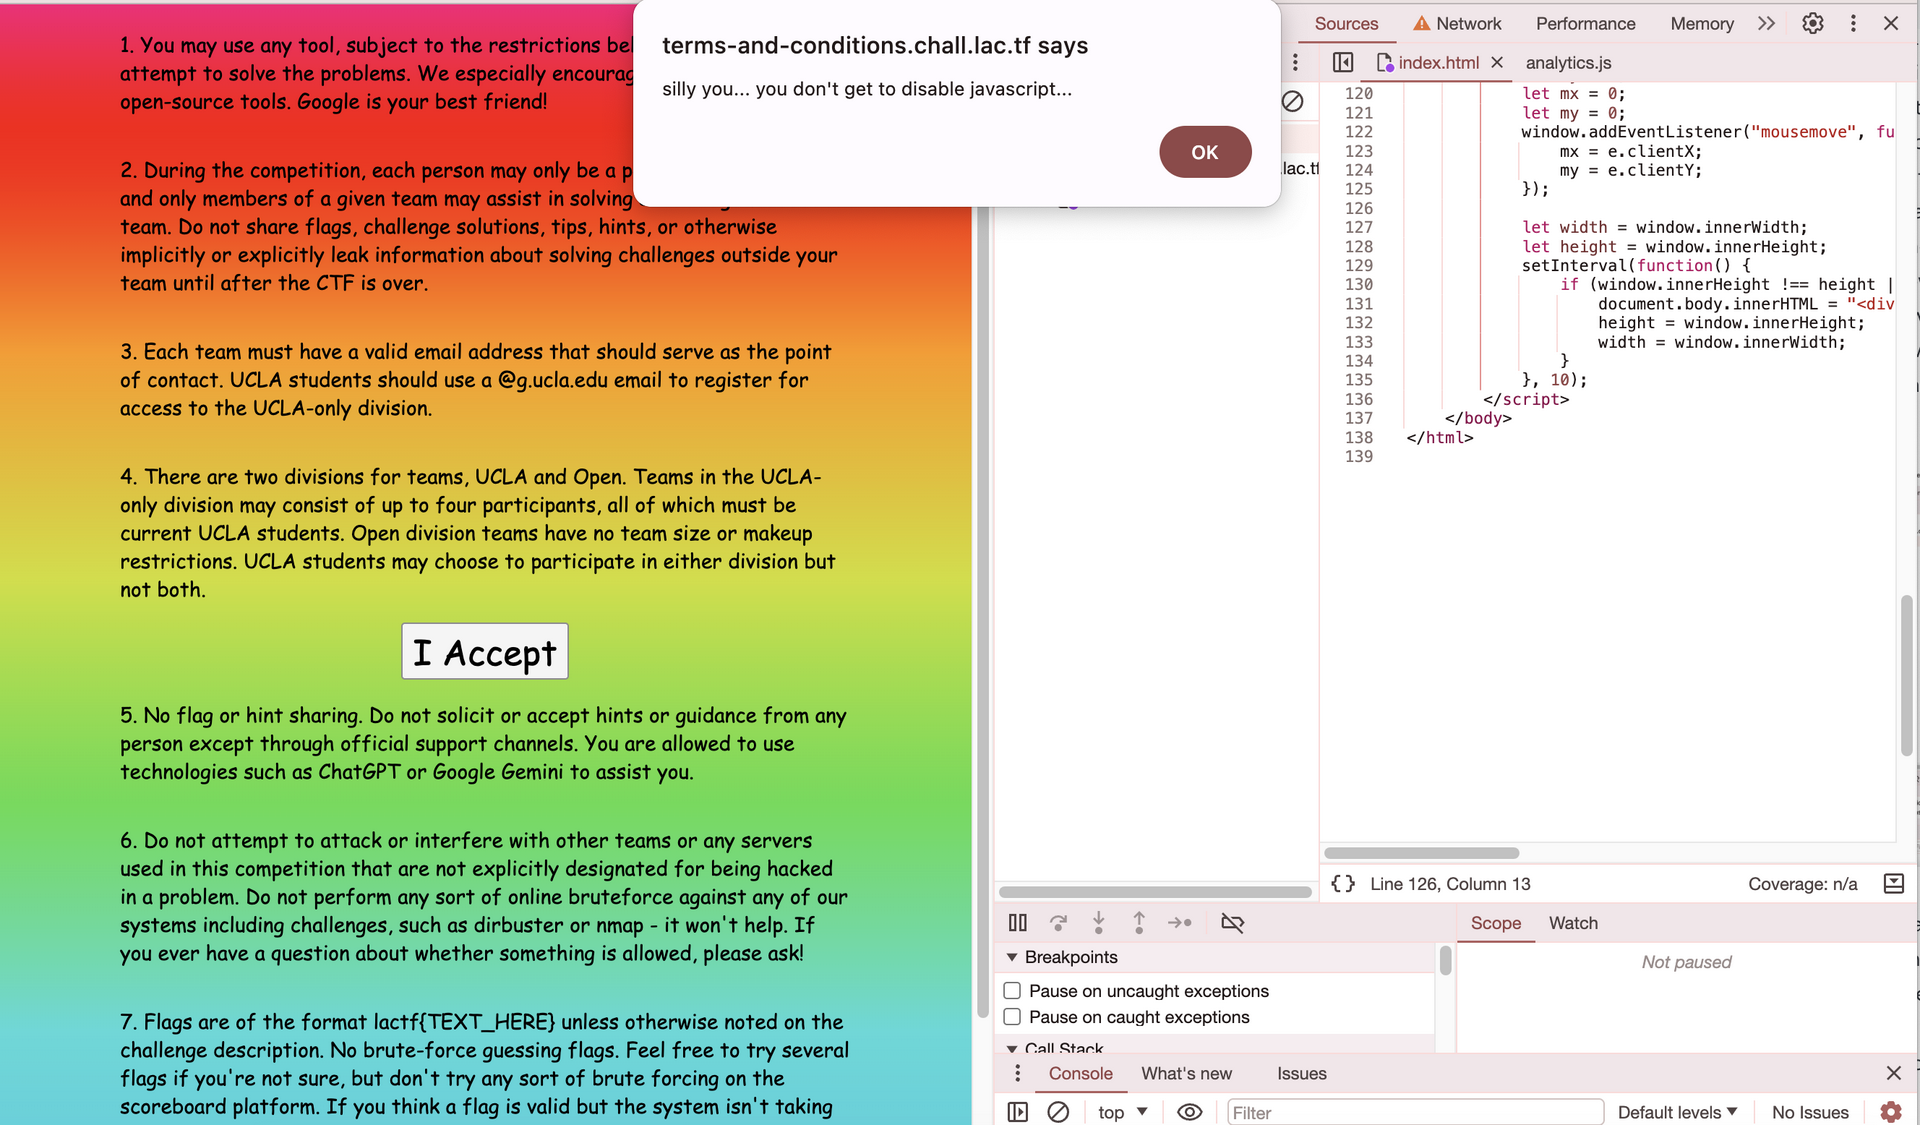 1. You may use any tool, subject to the restrictions bel
attempt to solve the problems. We especially encourag
open-source tools. Google is your best friend!
2. During the competition, each person may only be a p
and only members of a given team may assist in solving
team. Do not share flags, challenge solutions, tips, hints, or otherwise
implicitly or explicitly leak information about solving challenges outside your
team until after the CTF is over.
3. Each team must have a valid email address that should serve as the point
of contact. UCLA students should use a @g.ucla.edu email to register for
access to the UCLA-only division.
4. There are two divisions for teams, UCLA and Open. Teams in the UCLA-
only division may consist of up to four participants, all of which must be
current UCLA students. Open division teams have no team size or makeup
restrictions. UCLA students may choose to participate in either division but
not both.
I Accept
5. No flag or hint sharing. Do not solicit or accept hints or guidance from any
person except through official support channels. You are allowed to use
technologies such as ChatGPT or Google Gemini to assist you.
6. Do not attempt to attack or interfere with other teams or any servers
used in this competition that are not explicitly designated for being hacked
in a problem. Do not perform any sort of online bruteforce against any of our
systems including challenges, such as dirbuster or nmap - it won't help. If
you ever have a question about whether something is allowed, please ask!
7. Flags are of the format lactf{TEXT_HERE} unless otherwise noted on the
challenge description. No brute-force guessing flags. Feel free to try several
flags if you're not sure, but don't try any sort of brute forcing on the
scoreboard platform. If you think a flag is valid but the system isn't taking
terms-and-conditions.chall.lac.tf says
silly you... you don't get to disable javascript...
OK
Sources Network Performance Memory
index.html analytics.js
lac.tf
120 let mx = 0;
121 let my = 0;
122 window.addEventListener("mousemove", fu
123 mx = e.clientX;
124 my = e.clientY;
125 });
126
127 let width = window.innerWidth;
128 let height = window.innerHeight;
129 setInterval(function() {
130 if (window.innerHeight !== height |
131 document.body.innerHTML = "<div
132 height = window.innerHeight;
133 width = window.innerWidth;
134 }
135 }, 10);
136 </script>
137 </body>
138 </html>
139
{} Line 126, Column 13 Coverage: n/a
Scope Watch
Breakpoints
Not paused
Pause on uncaught exceptions
Pause on caught exceptions
Call Stack
Console What's new Issues
top Filter Default levels No Issues